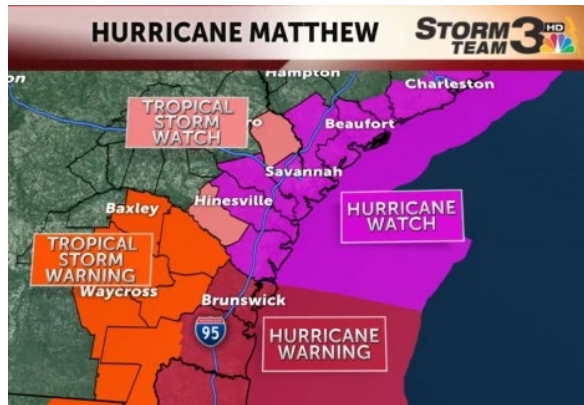 HURRICANE MATTHEW
STORM
TEAM 3 HD
Hampton
Charleston
TROPICAL
STORM
WATCH
Beaufort
Savannah
Hinesville
Baxley
HURRICANE
WATCH
TROPICAL
STORM
WARNING
Waycross
Brunswick
95
HURRICANE
WARNING